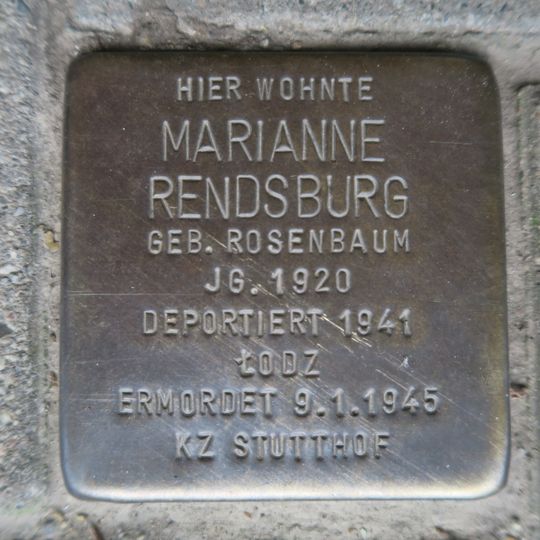 HIER WOHNTE
MARIANNE
RENDSBURG
GEB. ROSENBAUM
JG. 1920
DEPORTIERT 1941
ŁODZ
ERMORDET 9.1.1945
KZ STUTTHOF